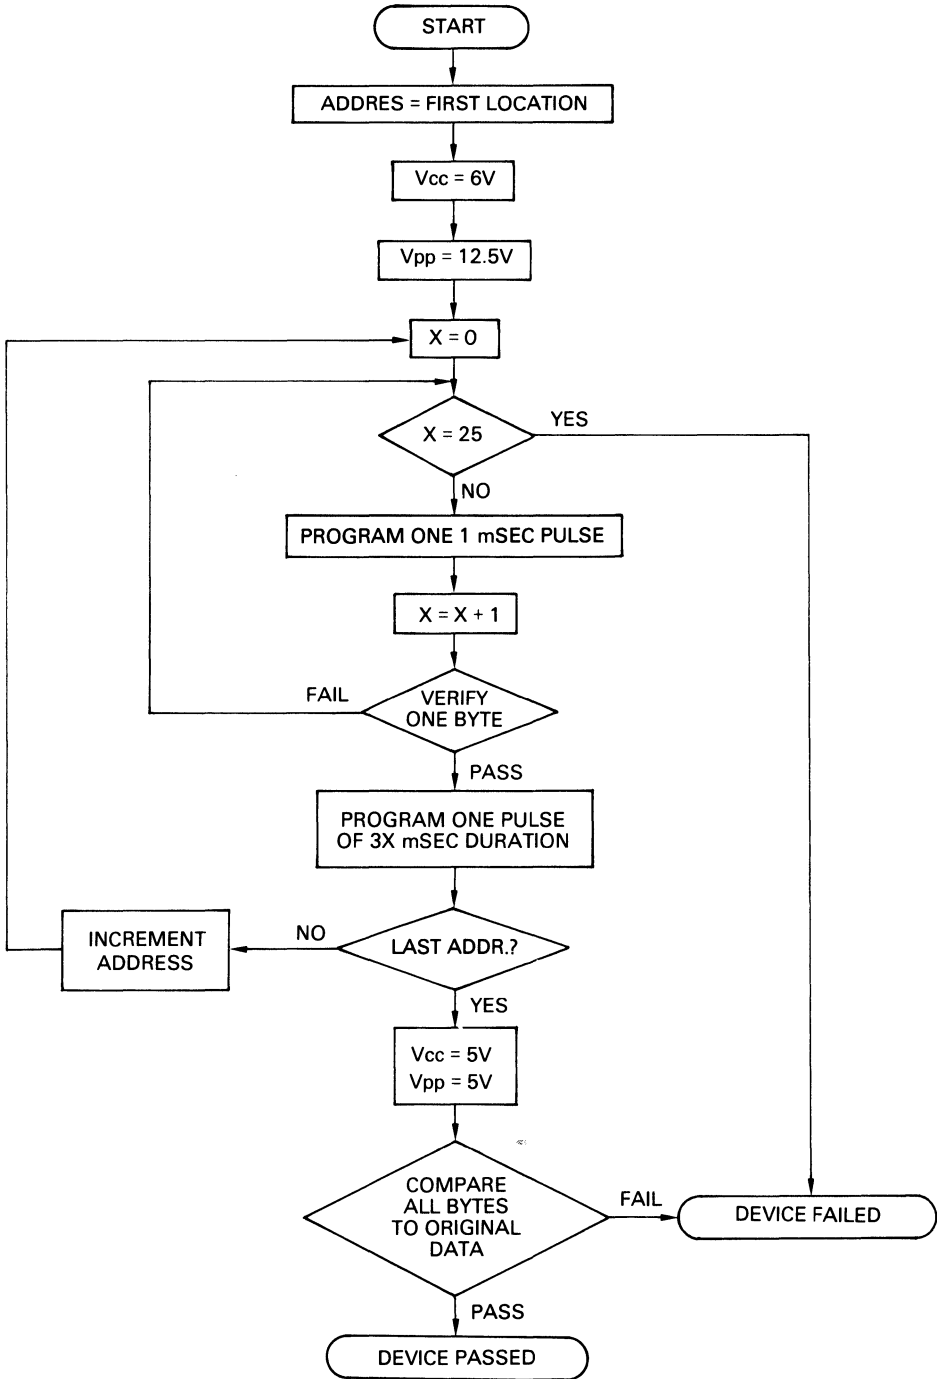 START
ADDRES = FIRST LOCATION
Vcc = 6V
Vpp = 12.5V
X = 0
X = 25
YES
NO
PROGRAM ONE 1 mSEC PULSE
X = X + 1
FAIL
VERIFY
ONE BYTE
PASS
PROGRAM ONE PULSE
OF 3X mSEC DURATION
INCREMENT
ADDRESS
NO
LAST ADDR.?
YES
Vcc = 5V
Vpp = 5V
COMPARE
ALL BYTES
TO ORIGINAL
DATA
FAIL
DEVICE FAILED
PASS
DEVICE PASSED